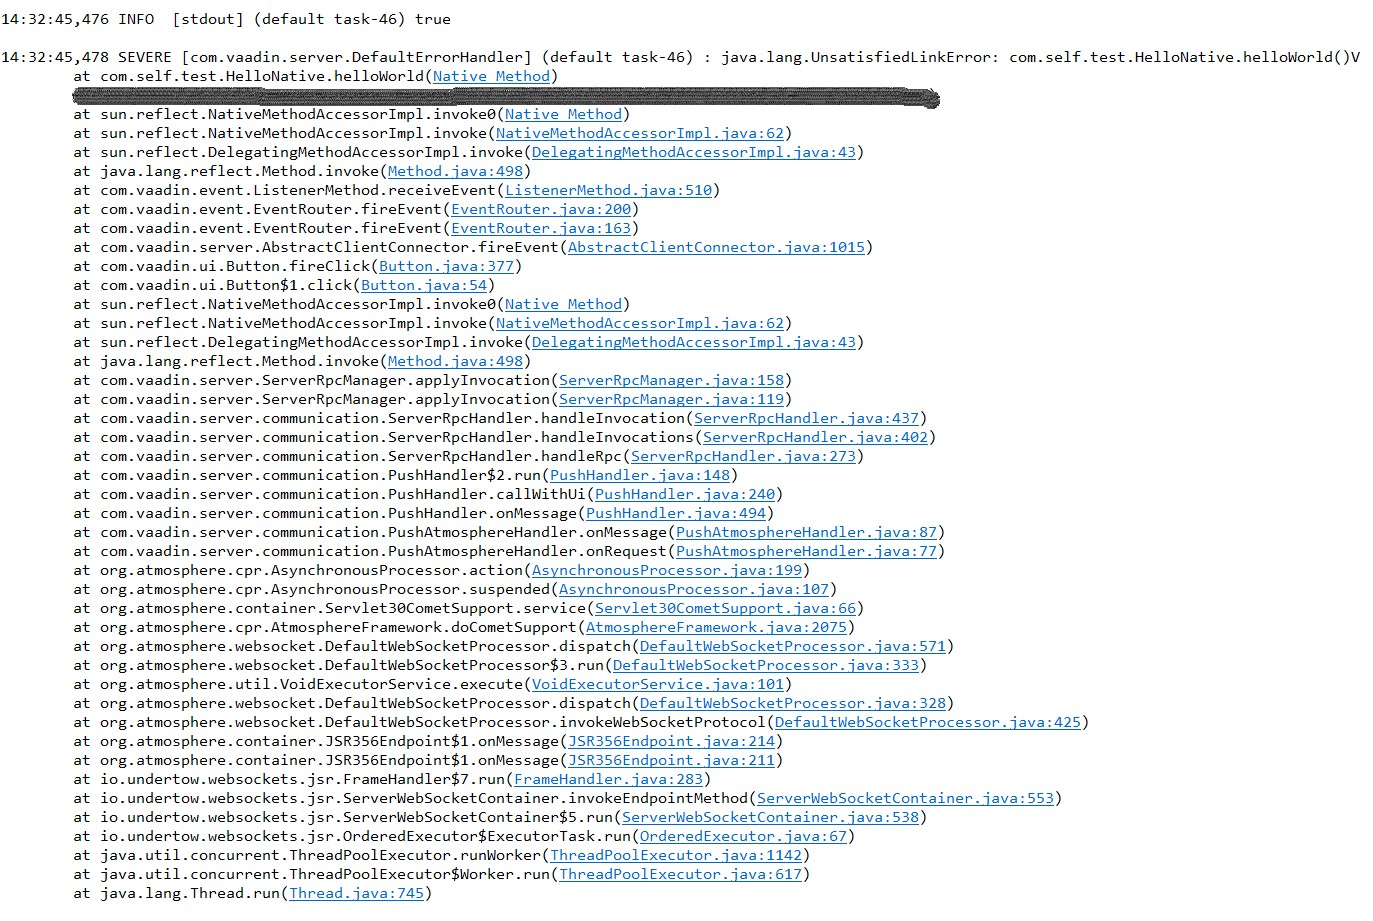 14:32:45,476 INFO  [stdout] (default task-46) true
14:32:45,478 SEVERE [com.vaadin.server.DefaultErrorHandler] (default task-46) : java.lang.UnsatisfiedLinkError: com.self.test.HelloNative.helloWorld()V
at com.self.test.HelloNative.helloWorld(Native Method)
at sun.reflect.NativeMethodAccessorImpl.invoke0(Native Method)
at sun.reflect.NativeMethodAccessorImpl.invoke(NativeMethodAccessorImpl.java:62)
at sun.reflect.DelegatingMethodAccessorImpl.invoke(DelegatingMethodAccessorImpl.java:43)
at java.lang.reflect.Method.invoke(Method.java:498)
at com.vaadin.event.ListenerMethod.receiveEvent(ListenerMethod.java:510)
at com.vaadin.event.EventRouter.fireEvent(EventRouter.java:200)
at com.vaadin.event.EventRouter.fireEvent(EventRouter.java:163)
at com.vaadin.server.AbstractClientConnector.fireEvent(AbstractClientConnector.java:1015)
at com.vaadin.ui.Button.fireClick(Button.java:377)
at com.vaadin.ui.Button$1.click(Button.java:54)
at sun.reflect.NativeMethodAccessorImpl.invoke0(Native Method)
at sun.reflect.NativeMethodAccessorImpl.invoke(NativeMethodAccessorImpl.java:62)
at sun.reflect.DelegatingMethodAccessorImpl.invoke(DelegatingMethodAccessorImpl.java:43)
at java.lang.reflect.Method.invoke(Method.java:498)
at com.vaadin.server.ServerRpcManager.applyInvocation(ServerRpcManager.java:158)
at com.vaadin.server.ServerRpcManager.applyInvocation(ServerRpcManager.java:119)
at com.vaadin.server.communication.ServerRpcHandler.handleInvocation(ServerRpcHandler.java:437)
at com.vaadin.server.communication.ServerRpcHandler.handleInvocations(ServerRpcHandler.java:402)
at com.vaadin.server.communication.ServerRpcHandler.handleRpc(ServerRpcHandler.java:273)
at com.vaadin.server.communication.PushHandler$2.run(PushHandler.java:148)
at com.vaadin.server.communication.PushHandler.callWithUi(PushHandler.java:240)
at com.vaadin.server.communication.PushHandler.onMessage(PushHandler.java:494)
at com.vaadin.server.communication.PushAtmosphereHandler.onMessage(PushAtmosphereHandler.java:87)
at com.vaadin.server.communication.PushAtmosphereHandler.onRequest(PushAtmosphereHandler.java:77)
at org.atmosphere.cpr.AsynchronousProcessor.action(AsynchronousProcessor.java:199)
at org.atmosphere.cpr.AsynchronousProcessor.suspended(AsynchronousProcessor.java:107)
at org.atmosphere.container.Servlet30CometSupport.service(Servlet30CometSupport.java:66)
at org.atmosphere.cpr.AtmosphereFramework.doCometSupport(AtmosphereFramework.java:2075)
at org.atmosphere.websocket.DefaultWebSocketProcessor.dispatch(DefaultWebSocketProcessor.java:571)
at org.atmosphere.websocket.DefaultWebSocketProcessor$3.run(DefaultWebSocketProcessor.java:333)
at org.atmosphere.util.VoidExecutorService.execute(VoidExecutorService.java:101)
at org.atmosphere.websocket.DefaultWebSocketProcessor.dispatch(DefaultWebSocketProcessor.java:328)
at org.atmosphere.websocket.DefaultWebSocketProcessor.invokeWebSocketProtocol(DefaultWebSocketProcessor.java:425)
at org.atmosphere.container.JSR356Endpoint$1.onMessage(JSR356Endpoint.java:214)
at org.atmosphere.container.JSR356Endpoint$1.onMessage(JSR356Endpoint.java:211)
at io.undertow.websockets.jsr.FrameHandler$7.run(FrameHandler.java:283)
at io.undertow.websockets.jsr.ServerWebSocketContainer.invokeEndpointMethod(ServerWebSocketContainer.java:553)
at io.undertow.websockets.jsr.ServerWebSocketContainer$5.run(ServerWebSocketContainer.java:538)
at io.undertow.websockets.jsr.OrderedExecutor$ExecutorTask.run(OrderedExecutor.java:67)
at java.util.concurrent.ThreadPoolExecutor.runWorker(ThreadPoolExecutor.java:1142)
at java.util.concurrent.ThreadPoolExecutor$Worker.run(ThreadPoolExecutor.java:617)
at java.lang.Thread.run(Thread.java:745)